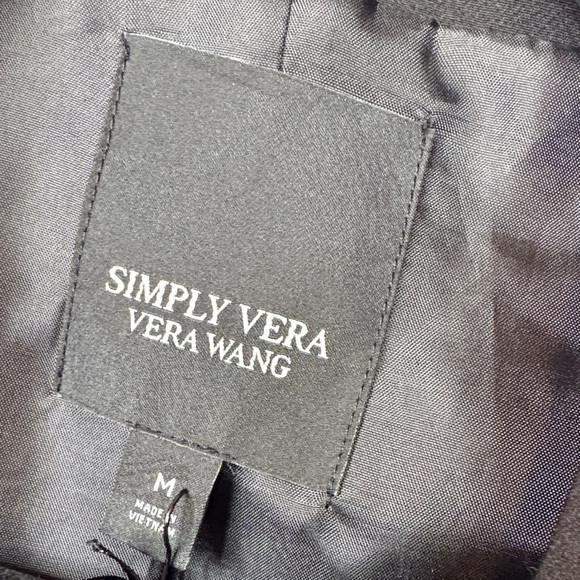 SIMPLY VERA
VERA WANG
M
MADE IN
VIETNAM